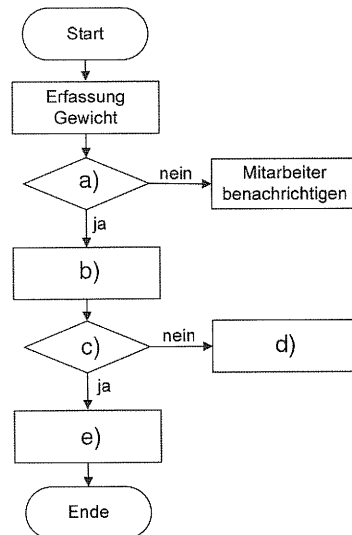 Start
Erfassung
Gewicht
a)
nein
Mitarbeiter
benachrichtigen
ja
b)
c)
nein
d)
ja
e)
Ende